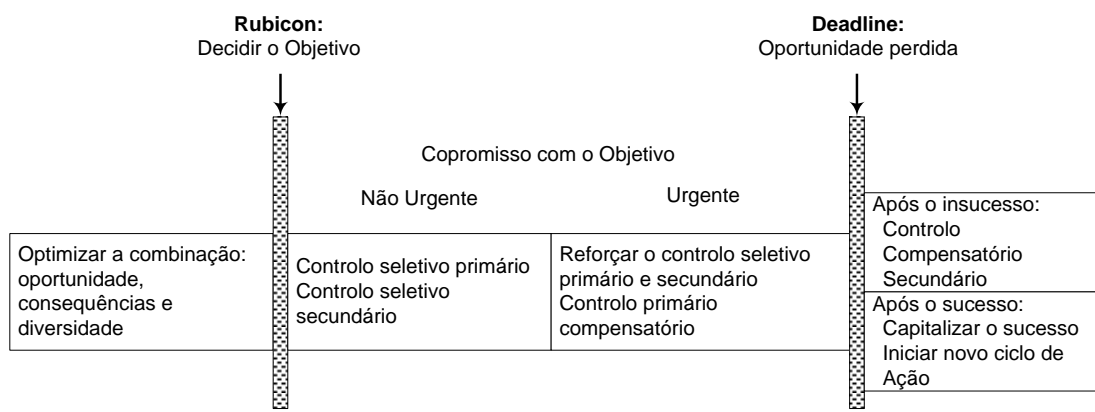 Rubicon:
Decidir o Objetivo
Deadline:
Oportunidade perdida
Copromisso com o Objetivo
Não Urgente
Urgente
Optimizar a combinação:
oportunidade,
consequências e
diversidade
Controlo seletivo primário
Controlo seletivo
secundário
Reforçar o controlo seletivo
primário e secundário
Controlo primário
compensatório
Após o insucesso:
Controlo
Compensatório
Secundário
Após o sucesso:
Capitalizar o sucesso
Iniciar novo ciclo de
Ação